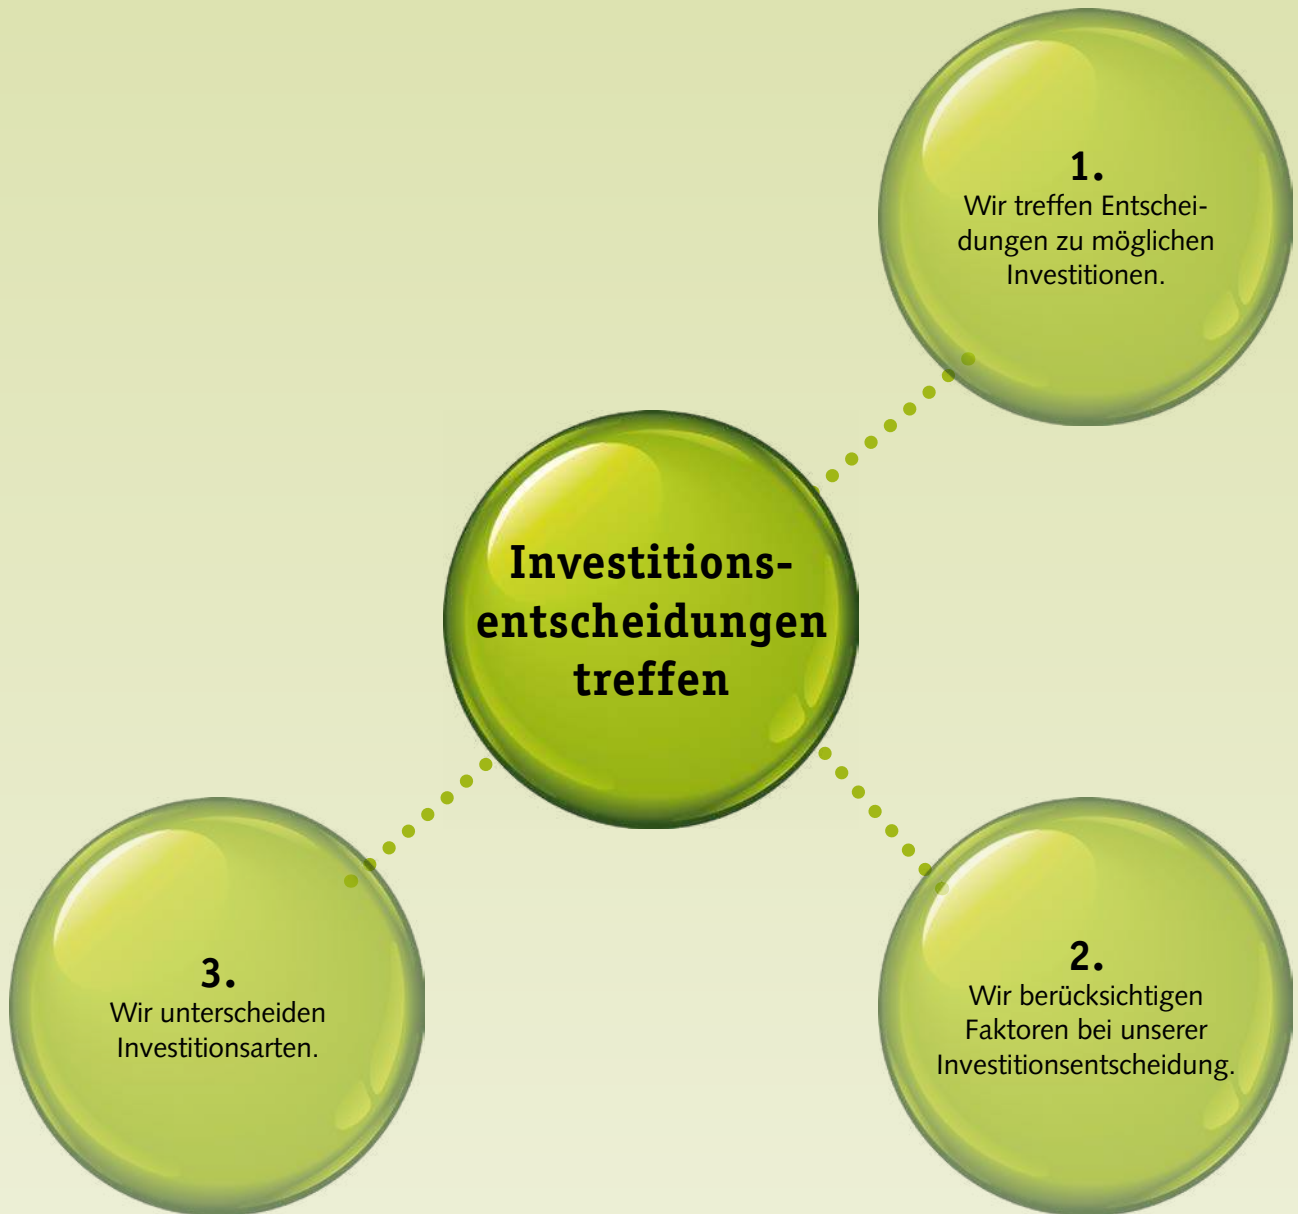 1.
Wir treffen Entschei-
dungen zu möglichen
Investitionen.
Investitions-
entscheidungen
treffen
2.
Wir berücksichtigen
Faktoren bei unserer
Investitionsentscheidung.
3.
Wir unterscheiden
Investitionsarten.